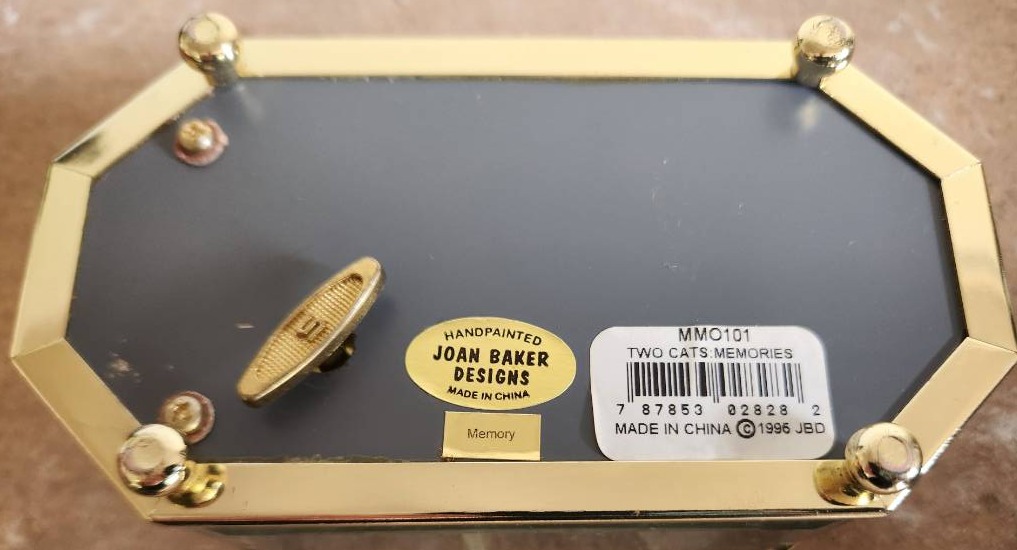 HANDPAINTED
JOAN BAKER
DESIGNS
MADE IN CHINA
Memory
MMO101
TWO CATS:MEMORIES
7 87853 02828 2
MADE IN CHINA ©1996 JBD